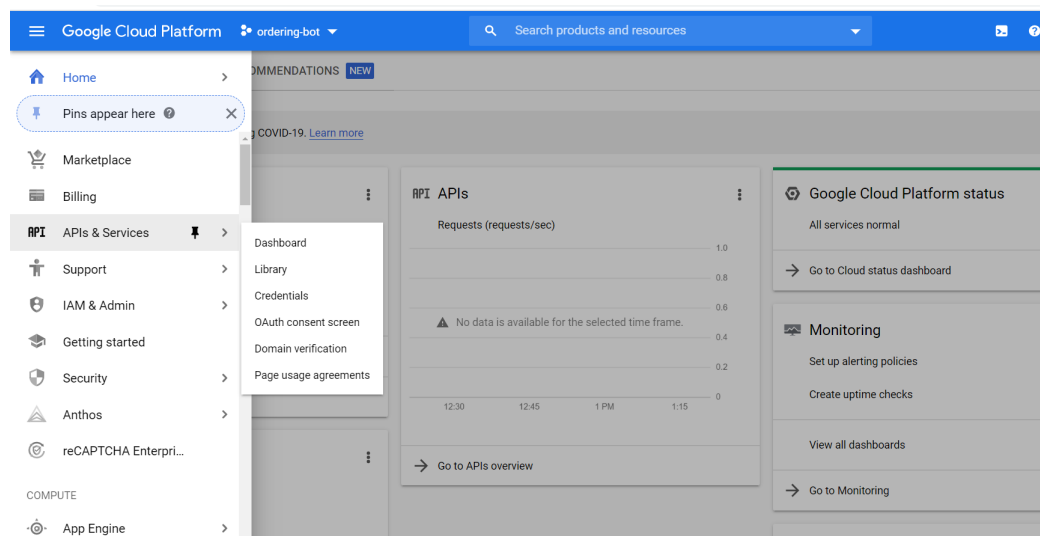 Google Cloud Platform
ordering-bot
Search products and resources
Home
Pins appear here
Marketplace
Billing
API APIs & Services
Support
IAM & Admin
Getting started
Security
Anthos
reCAPTCHA Enterpri...
COMPUTE
App Engine
Dashboard
Library
Credentials
OAuth consent screen
Domain verification
Page usage agreements
OMMENDATIONS NEW
g COVID-19. Learn more
API APIs
Requests (requests/sec)
1.0
0.8
0.6
No data is available for the selected time frame.
0.4
0.2
0
12:30 12:45 1 PM 1:15
Go to APIs overview
Google Cloud Platform status
All services normal
Go to Cloud status dashboard
Monitoring
Set up alerting policies
Create uptime checks
View all dashboards
Go to Monitoring